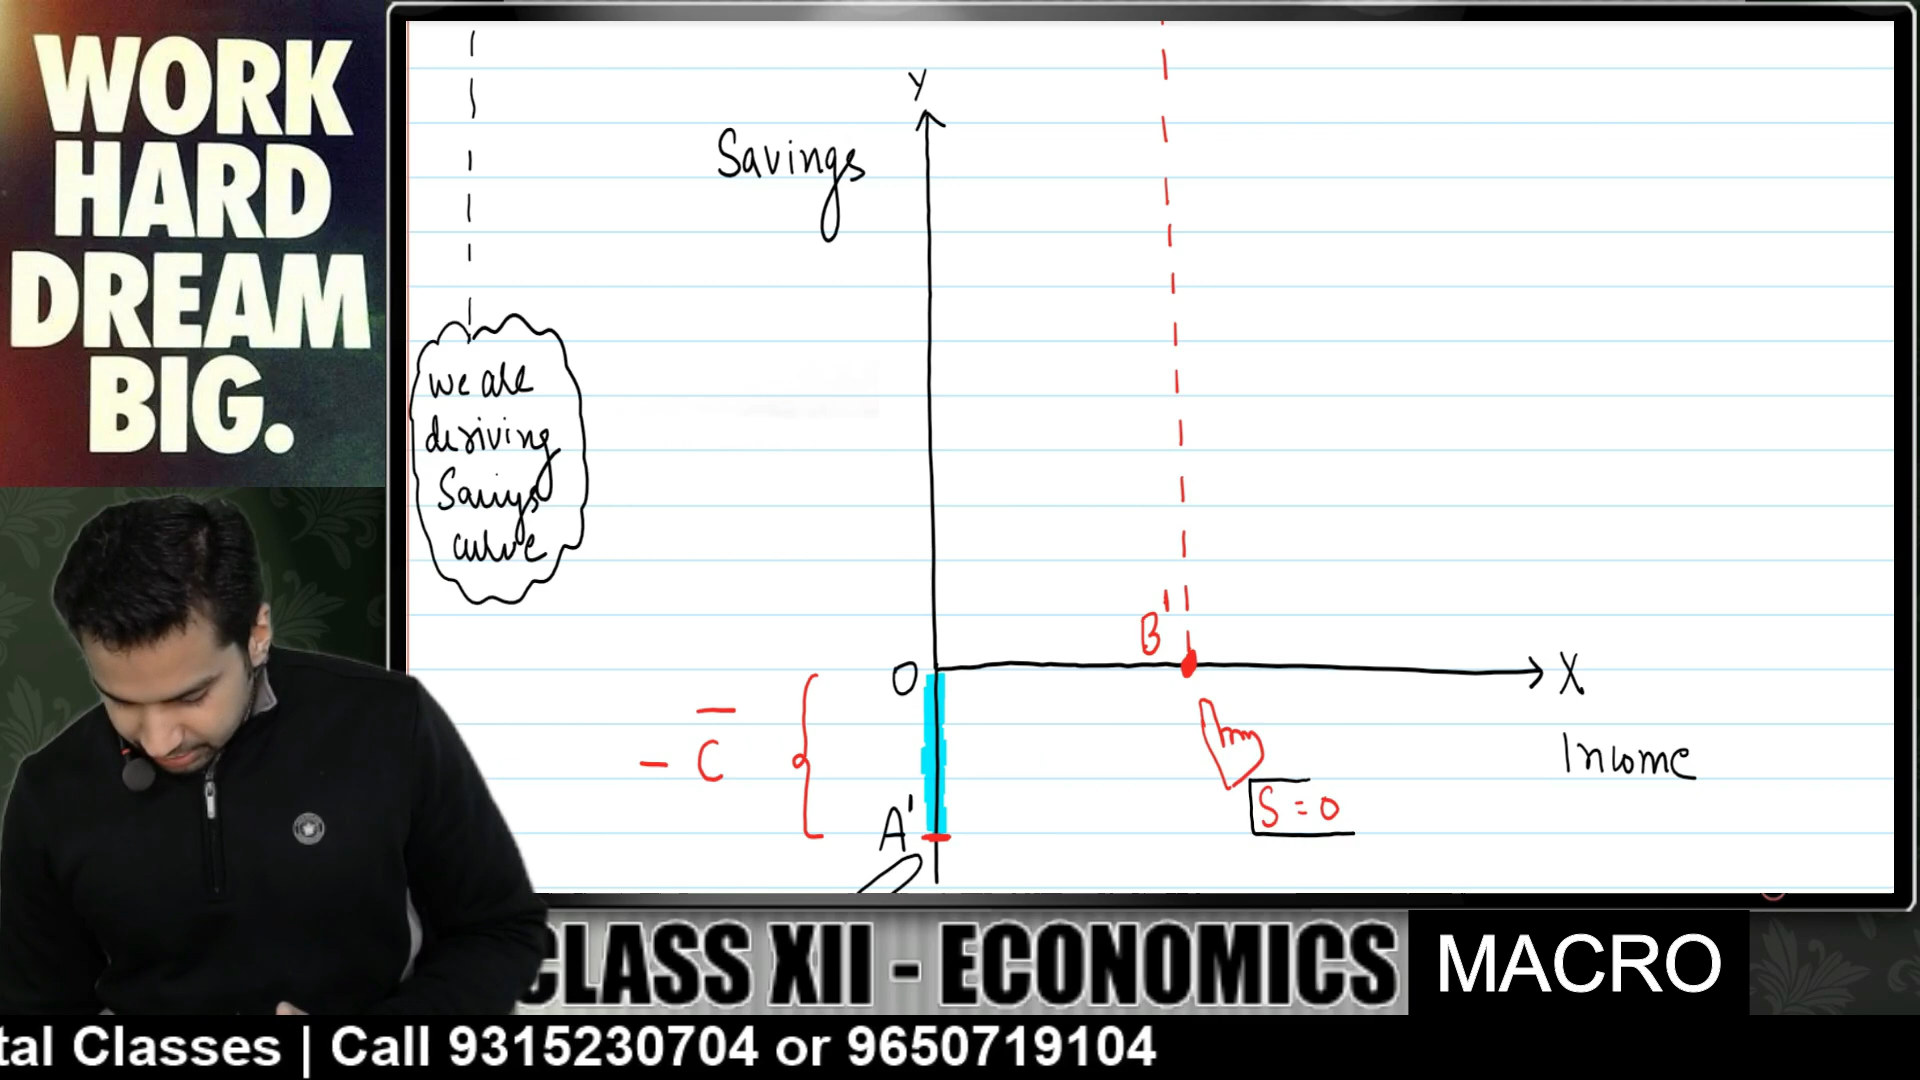 WORK
HARD
DREAM
BIG.
Y
Savings
we are
deriving
Savings
curve
B'
O
X
Income
- C̅
A'
S = 0
CLASS XII - ECONOMICS
MACRO
tal Classes | Call 9315230704 or 9650719104